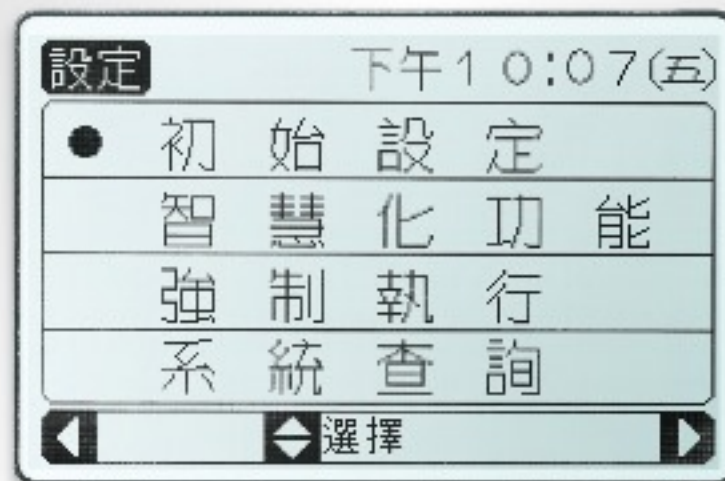 設定 下午10:07(五)
● 初始設定
智慧化功能
強制執行
系統查詢
選擇